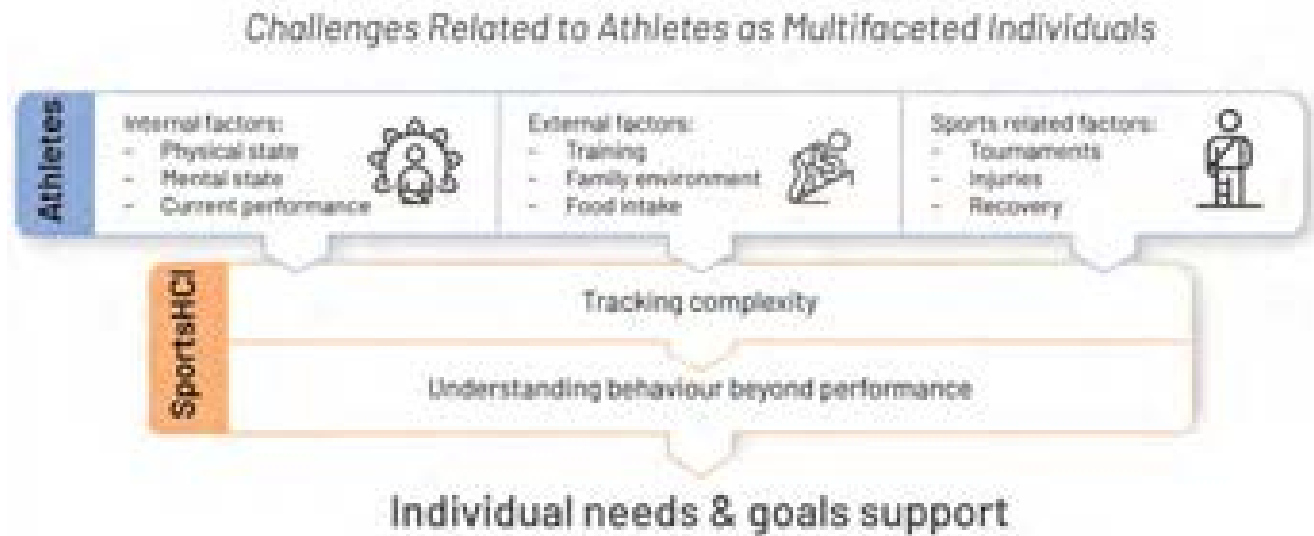 Challenges Related to Athletes as Multifaceted Individuals
Athletes
Internal factors:
- Physical state
- Mental state
- Current performance
External factors:
- Training
- Family environment
- Food intake
Sports related factors:
- Tournaments
- Injuries
- Recovery
SportsHCI
Tracking complexity
Understanding behaviour beyond performance
Individual needs & goals support